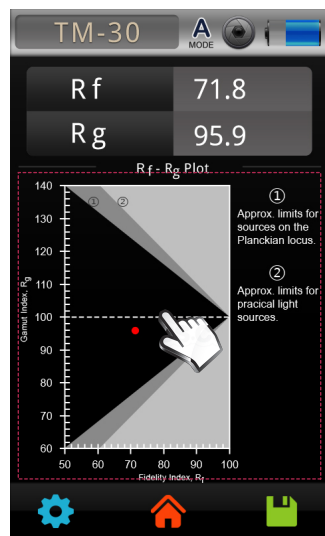 TM-30
A
MODE
Rf 71.8
Rg 95.9
Rf - Rg Plot
140
130
120
110
100
90
80
70
60
50 60 70 80 90 100
Gamut Index, Rg
Fidelity Index, Rf
① ②
①
Approx. limits for
sources on the
Planckian locus.
②
Approx. limits for
pracical light
sources.